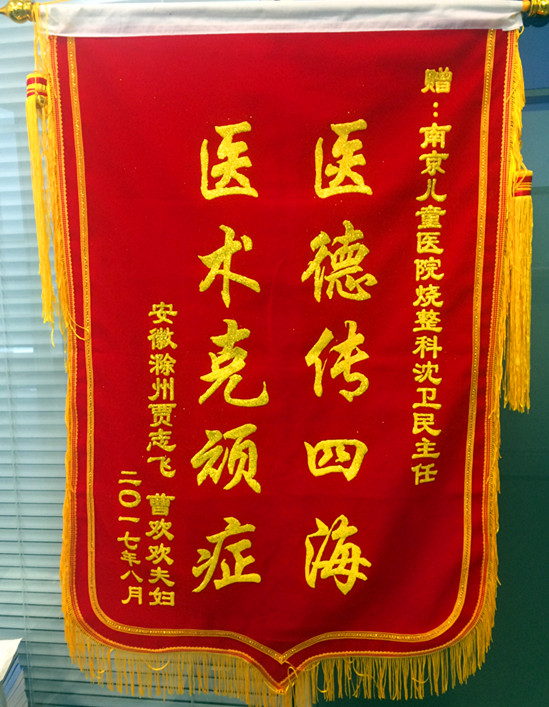 赠：南京儿童医院烧整科沈卫民主任
医德传四海
医术克顽症
安徽滁州贾志飞 曹欢欢夫妇
二〇一七年八月